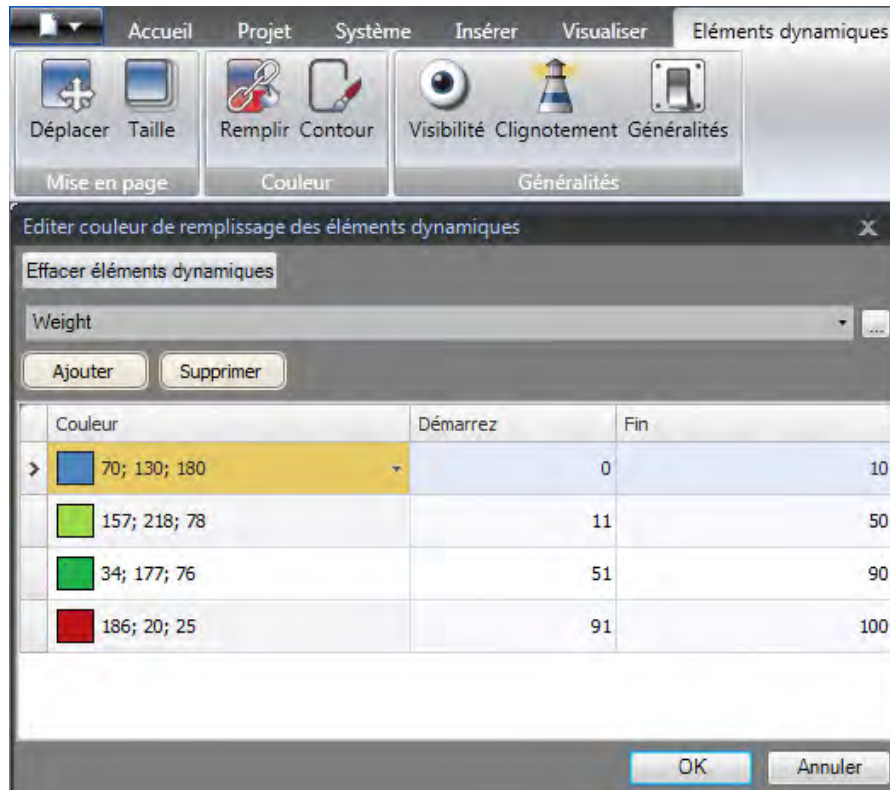 Accueil Projet Système Insérer Visualiser Eléments dynamiques
Déplacer Taille Remplir Contour Visibilité Clignotement Généralités
Mise en page Couleur Généralités
Editer couleur de remplissage des éléments dynamiques
Effacer éléments dynamiques
Weight ...
Ajouter Supprimer
Couleur Démarrez Fin
70; 130; 180 0 10
157; 218; 78 11 50
34; 177; 76 51 90
186; 20; 25 91 100
OK Annuler